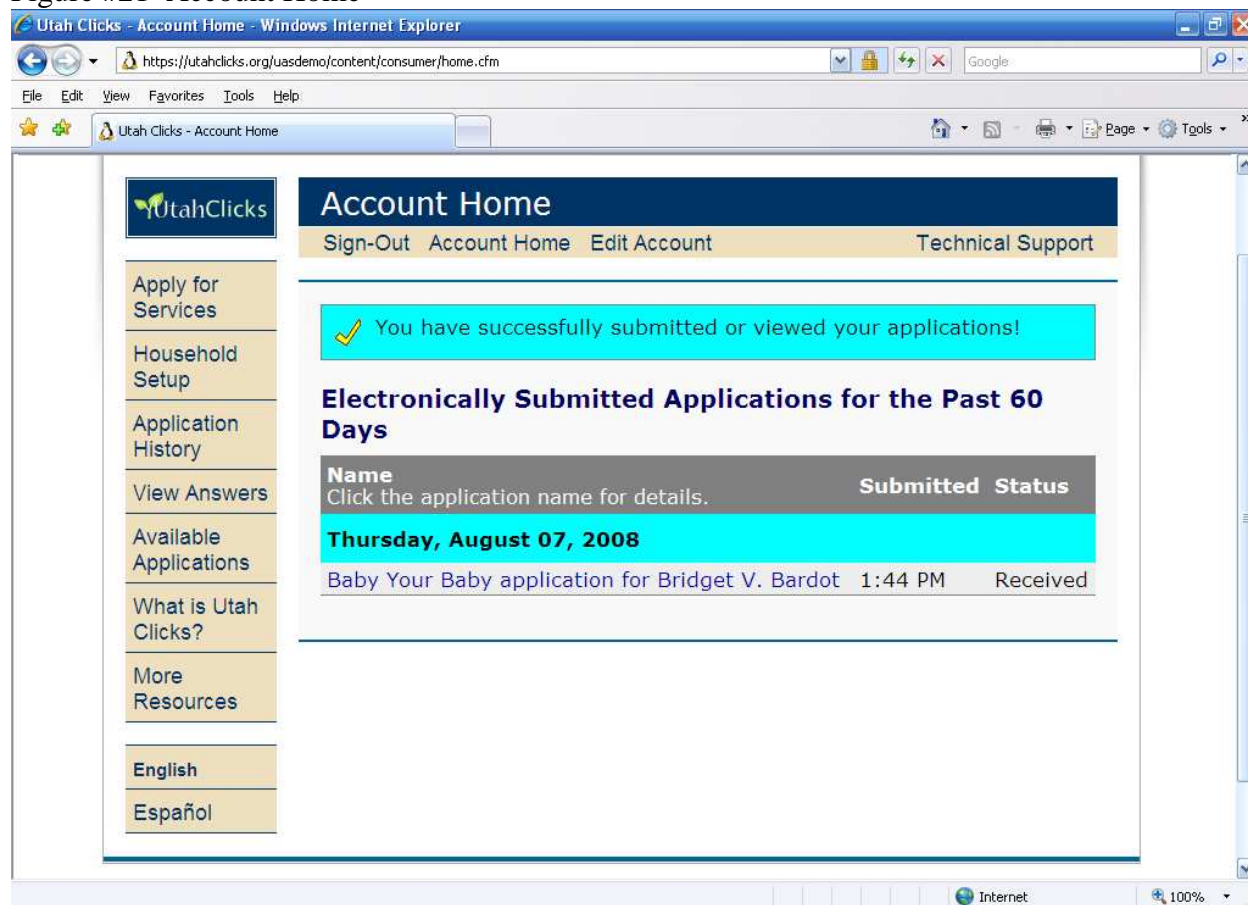 Figure #21 Account Home
Utah Clicks - Account Home - Windows Internet Explorer
https://utahclicks.org/uasdemo/content/consumer/home.cfm
Google
File Edit View Favorites Tools Help
Utah Clicks - Account Home
Page Tools
UtahClicks
Account Home
Sign-Out Account Home Edit Account Technical Support
Apply for
Services
Household
Setup
Application
History
View Answers
Available
Applications
What is Utah
Clicks?
More
Resources
English
Español
You have successfully submitted or viewed your applications!
Electronically Submitted Applications for the Past 60
Days
Name
Click the application name for details.
Submitted Status
Thursday, August 07, 2008
Baby Your Baby application for Bridget V. Bardot 1:44 PM Received
Internet 100%